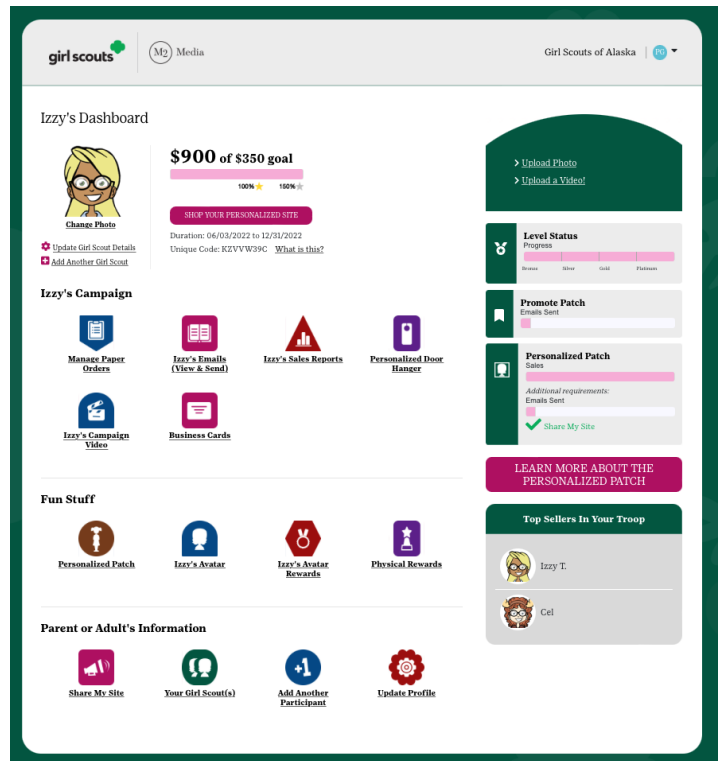 girl scouts
M2 Media
Girl Scouts of Alaska
PG
Izzy's Dashboard
$900 of $350 goal
100% 150%
SHOP YOUR PERSONALIZED SITE
Duration: 06/03/2022 to 12/31/2022
Unique Code: KZVVW39C What is this?
Change Photo
Update Girl Scout Details
Add Another Girl Scout
Izzy's Campaign
Manage Paper
Orders
Izzy's Emails
(View & Send)
Izzy's Sales Reports
Personalized Door
Hanger
Izzy's Campaign
Video
Business Cards
Fun Stuff
Personalized Patch
Izzy's Avatar
Izzy's Avatar
Rewards
Physical Rewards
Parent or Adult's Information
Share My Site
Your Girl Scout(s)
+1
Add Another
Participant
Update Profile
Upload Photo
Upload a Video!
Level Status
Progress
Bronze Silver Gold Platinum
Promote Patch
Emails Sent
Personalized Patch
Sales
Additional requirements:
Emails Sent
Share My Site
LEARN MORE ABOUT THE
PERSONALIZED PATCH
Top Sellers In Your Troop
Izzy T.
Cel